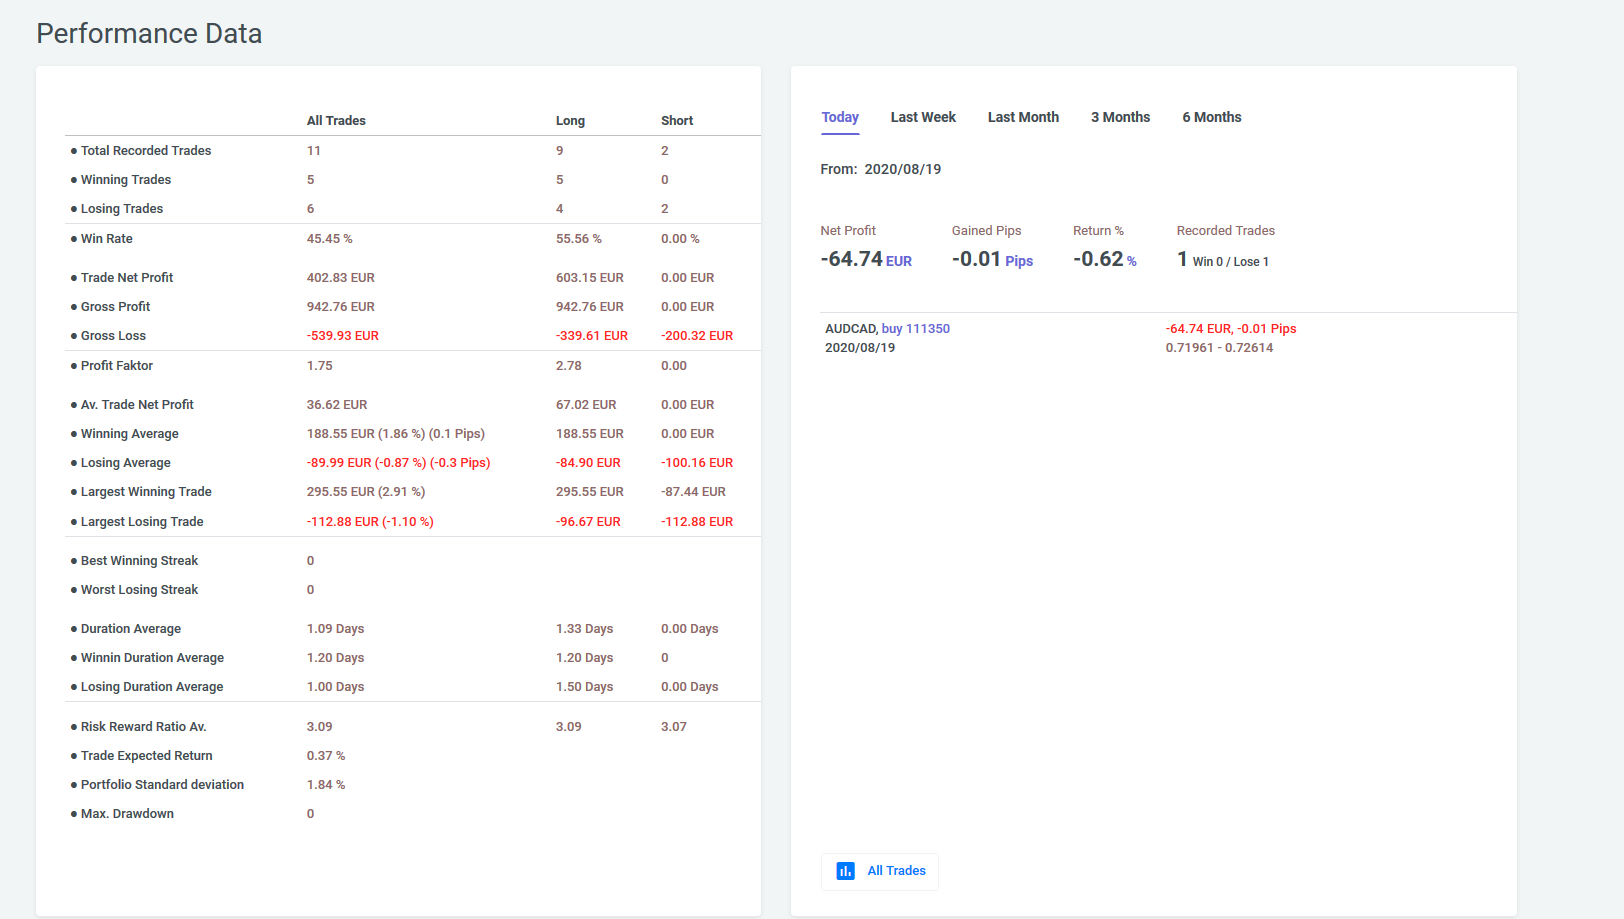 Performance Data
All Trades Long Short
● Total Recorded Trades 11 9 2
● Winning Trades 5 5 0
● Losing Trades 6 4 2
● Win Rate 45.45 % 55.56 % 0.00 %
● Trade Net Profit 402.83 EUR 603.15 EUR 0.00 EUR
● Gross Profit 942.76 EUR 942.76 EUR 0.00 EUR
● Gross Loss -539.93 EUR -339.61 EUR -200.32 EUR
● Profit Faktor 1.75 2.78 0.00
● Av. Trade Net Profit 36.62 EUR 67.02 EUR 0.00 EUR
● Winning Average 188.55 EUR (1.86 %) (0.1 Pips) 188.55 EUR 0.00 EUR
● Losing Average -89.99 EUR (-0.87 %) (-0.3 Pips) -84.90 EUR -100.16 EUR
● Largest Winning Trade 295.55 EUR (2.91 %) 295.55 EUR -87.44 EUR
● Largest Losing Trade -112.88 EUR (-1.10 %) -96.67 EUR -112.88 EUR
● Best Winning Streak 0
● Worst Losing Streak 0
● Duration Average 1.09 Days 1.33 Days 0.00 Days
● Winnin Duration Average 1.20 Days 1.20 Days 0
● Losing Duration Average 1.00 Days 1.50 Days 0.00 Days
● Risk Reward Ratio Av. 3.09 3.09 3.07
● Trade Expected Return 0.37 %
● Portfolio Standard deviation 1.84 %
● Max. Drawdown 0
Today Last Week Last Month 3 Months 6 Months
From: 2020/08/19
Net Profit Gained Pips Return % Recorded Trades
-64.74 EUR -0.01 Pips -0.62 % 1 Win 0 / Lose 1
AUDCAD, buy 111350 -64.74 EUR, -0.01 Pips
2020/08/19 0.71961 - 0.72614
All Trades